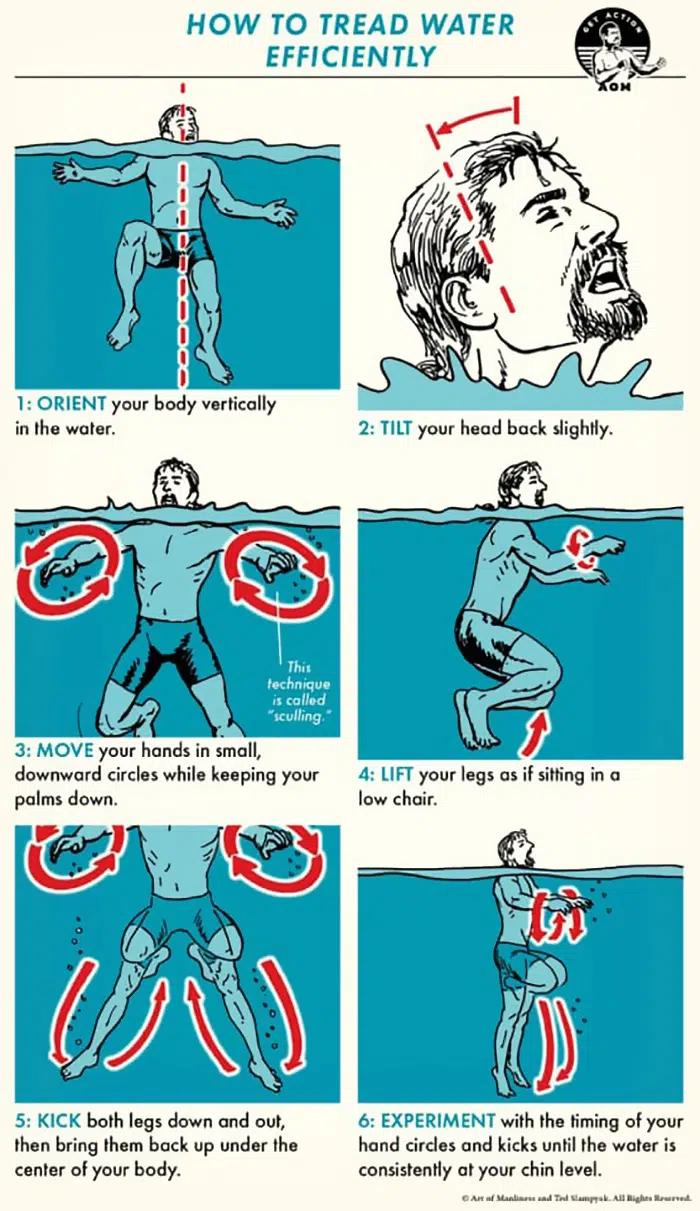 HOW TO TREAD WATER
EFFICIENTLY
GET ACTION
AOM
1: ORIENT your body vertically
in the water.
2: TILT your head back slightly.
This
technique
is called
"sculling."
3: MOVE your hands in small,
downward circles while keeping your
palms down.
4: LIFT your legs as if sitting in a
low chair.
5: KICK both legs down and out,
then bring them back up under the
center of your body.
6: EXPERIMENT with the timing of your
hand circles and kicks until the water is
consistently at your chin level.
© Art of Manliness and Ted Slampyak. All Rights Reserved.